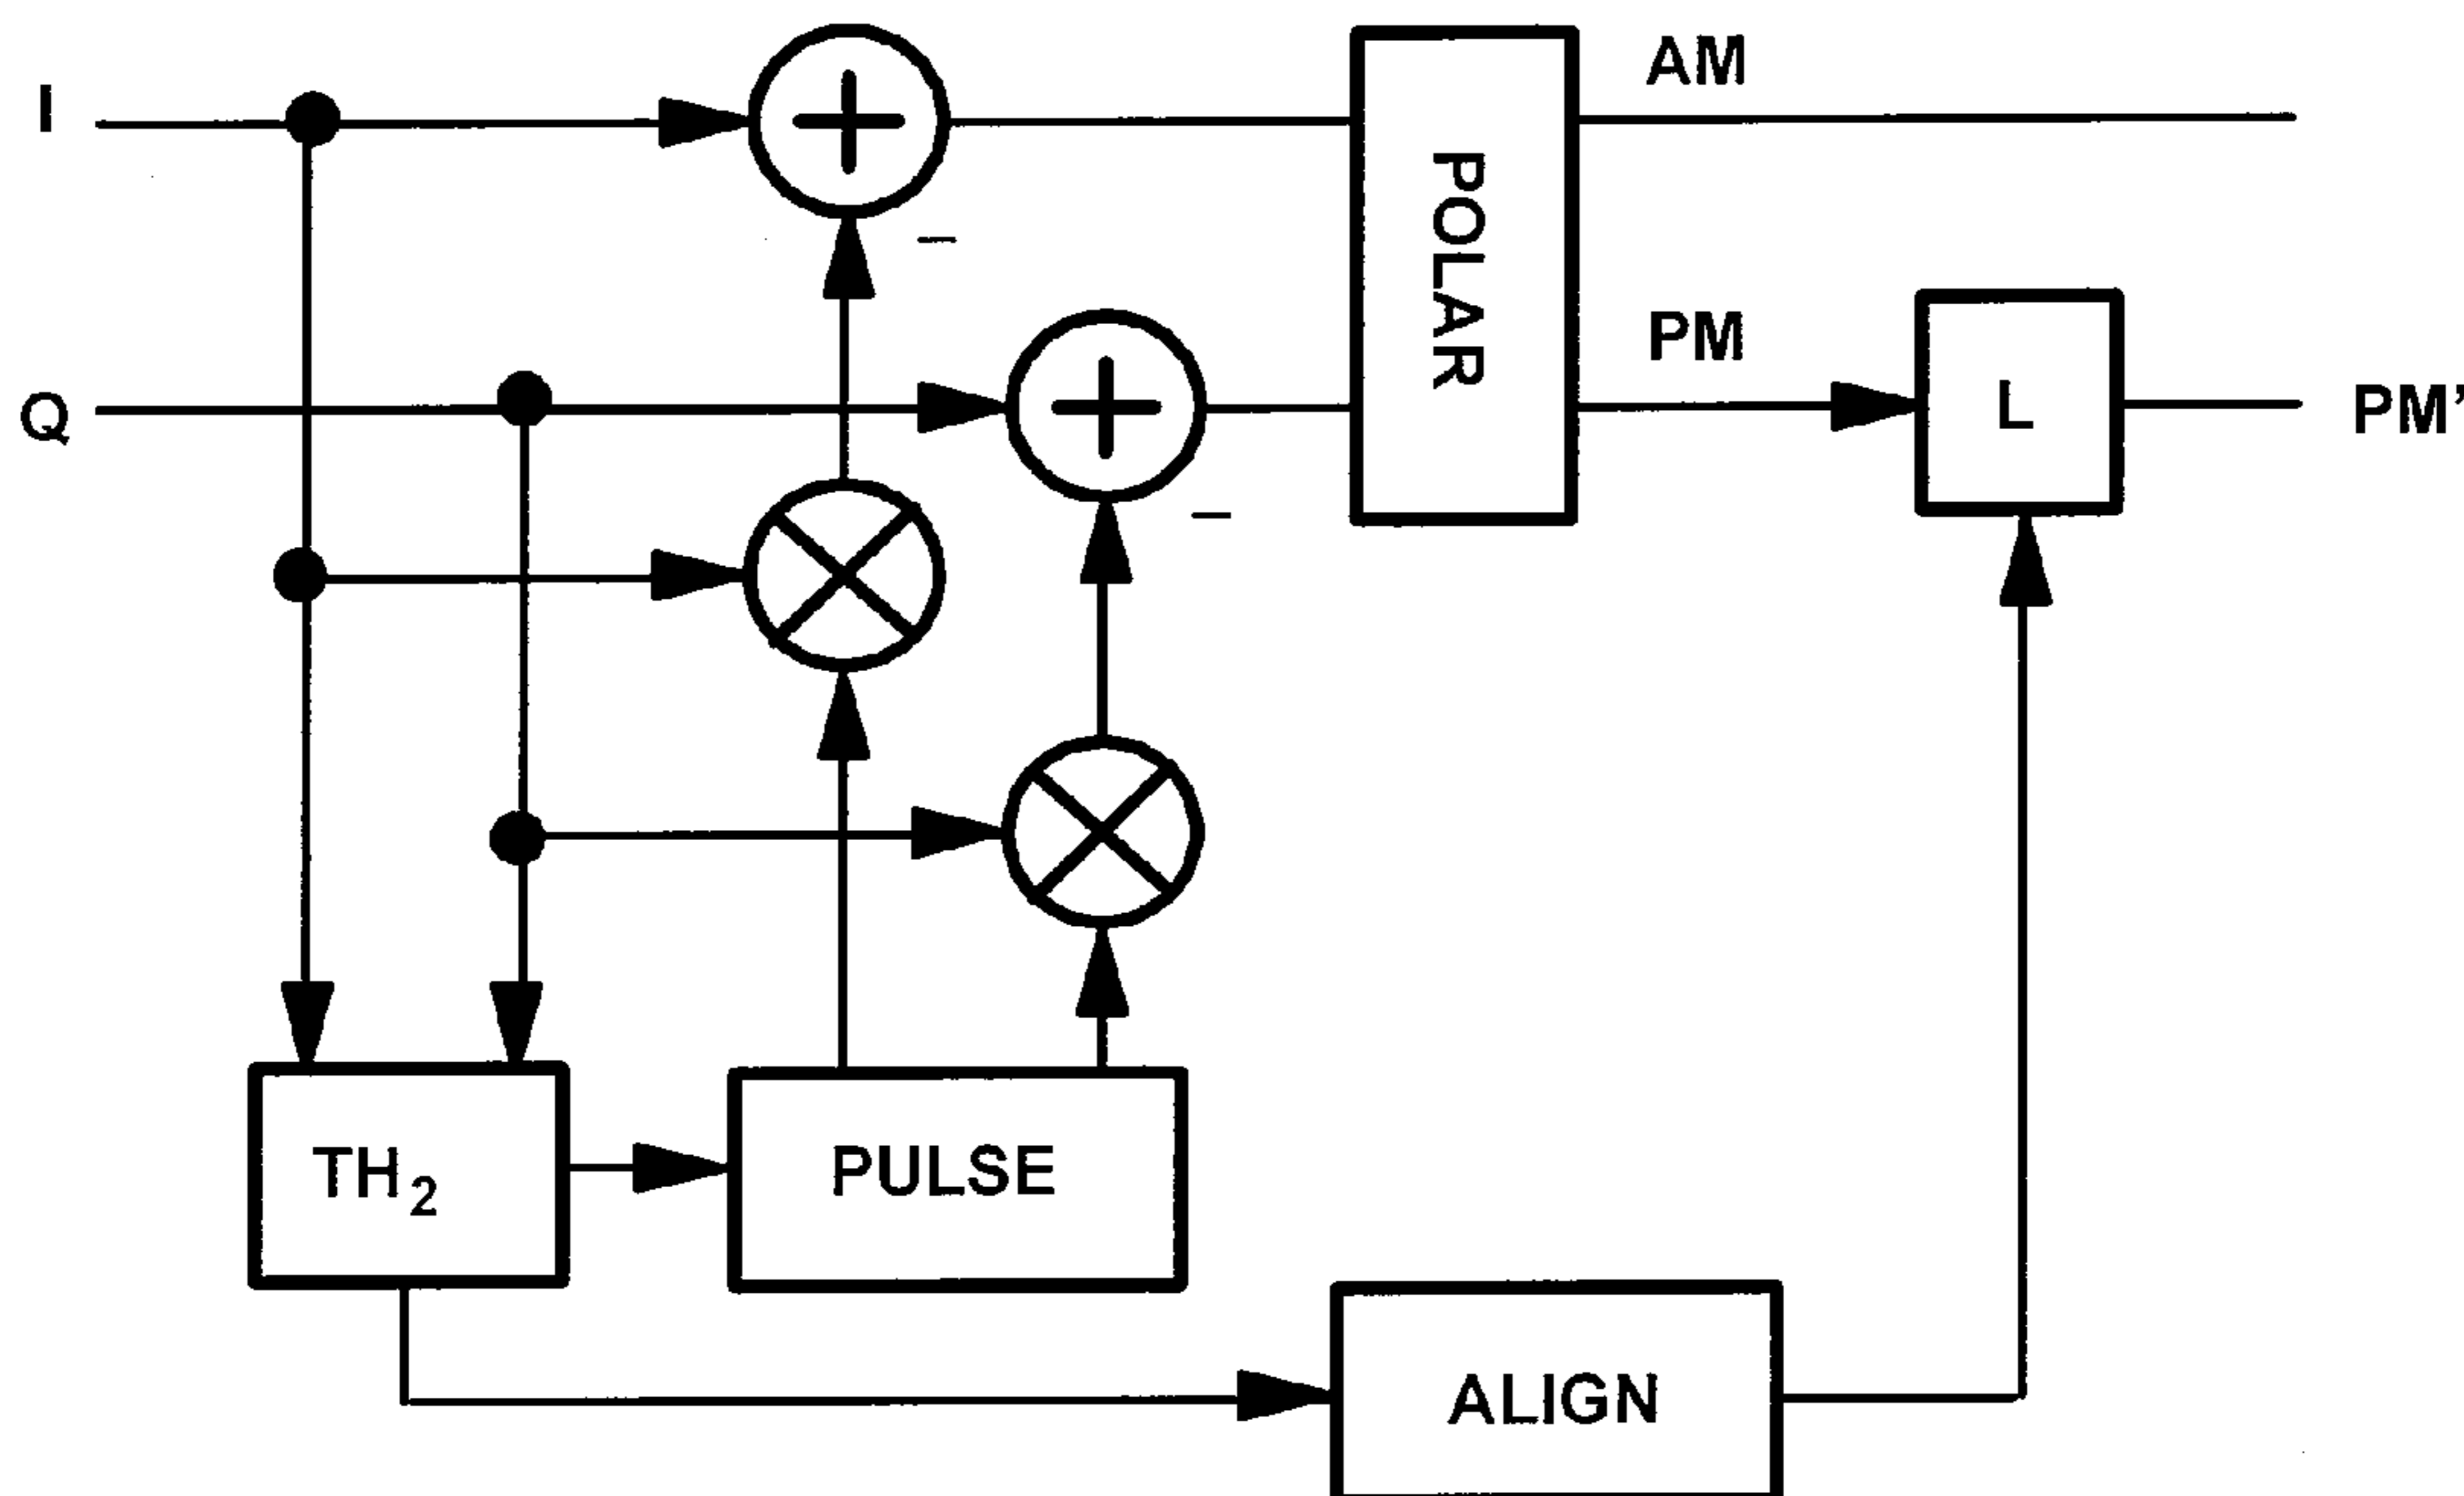 I
AM
POLAR
Q
PM
L
PM'
TH2
PULSE
ALIGN